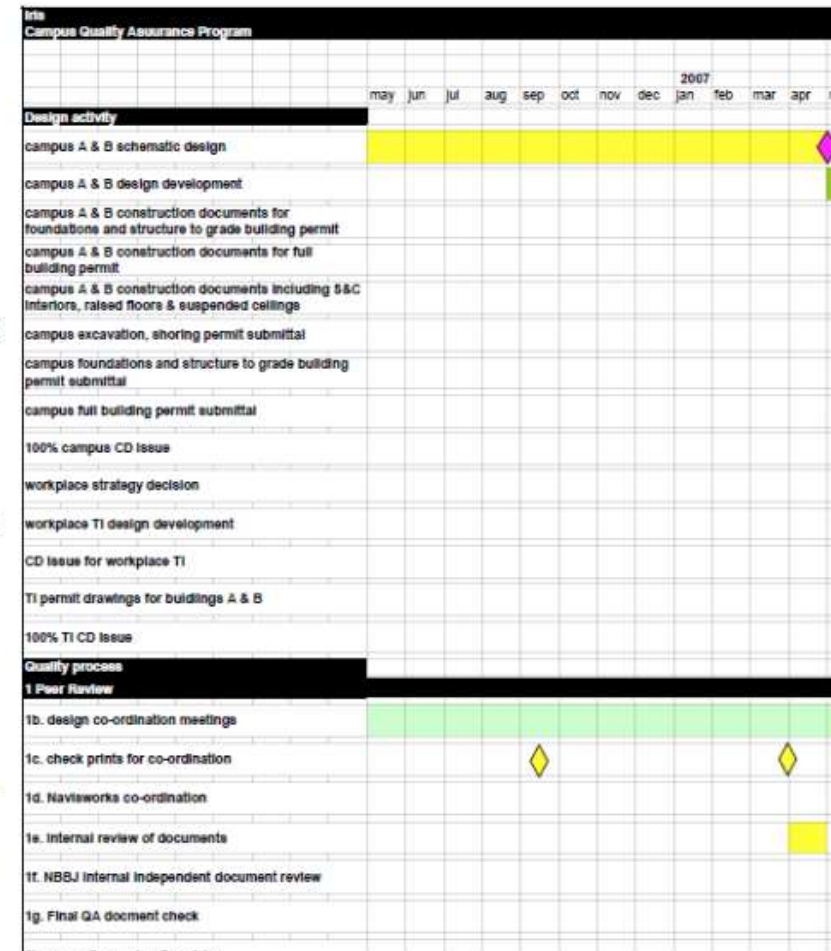 Iris
Campus Quality Asuurance Program
2007
may jun jul aug sep oct nov dec jan feb mar apr
Design activity
campus A & B schematic design
campus A & B design development
campus A & B construction documents for
foundations and structure to grade building permit
campus A & B construction documents for full
building permit
campus A & B construction documents including S&C
interiors, raised floors & suspended ceilings
campus excavation, shoring permit submittal
campus foundations and structure to grade building
permit submittal
campus full building permit submittal
100% campus CD issue
workplace strategy decision
workplace TI design development
CD issue for workplace TI
TI permit drawings for buidlings A & B
100% TI CD issue
Quality process
1 Peer Review
1b. design co-ordination meetings
1c. check prints for co-ordination
1d. Navisworks co-ordination
1e. internal review of documents
1f. NBBJ internal independent document review
1g. Final QA docment check